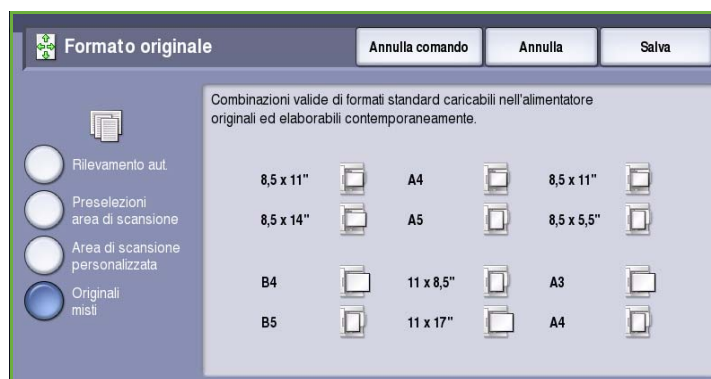 Formato originale
Annulla comando
Annulla
Salva
Combinazioni valide di formati standard caricabili nell'alimentatore
originali ed elaborabili contemporaneamente.
Rilevamento aut.
Preselezioni
area di scansione
Area di scansione
personalizzata
Originali
misti
8,5 x 11" A4 8,5 x 11"
8,5 x 14" A5 8,5 x 5,5"
B4 11 x 8,5" A3
B5 11 x 17" A4